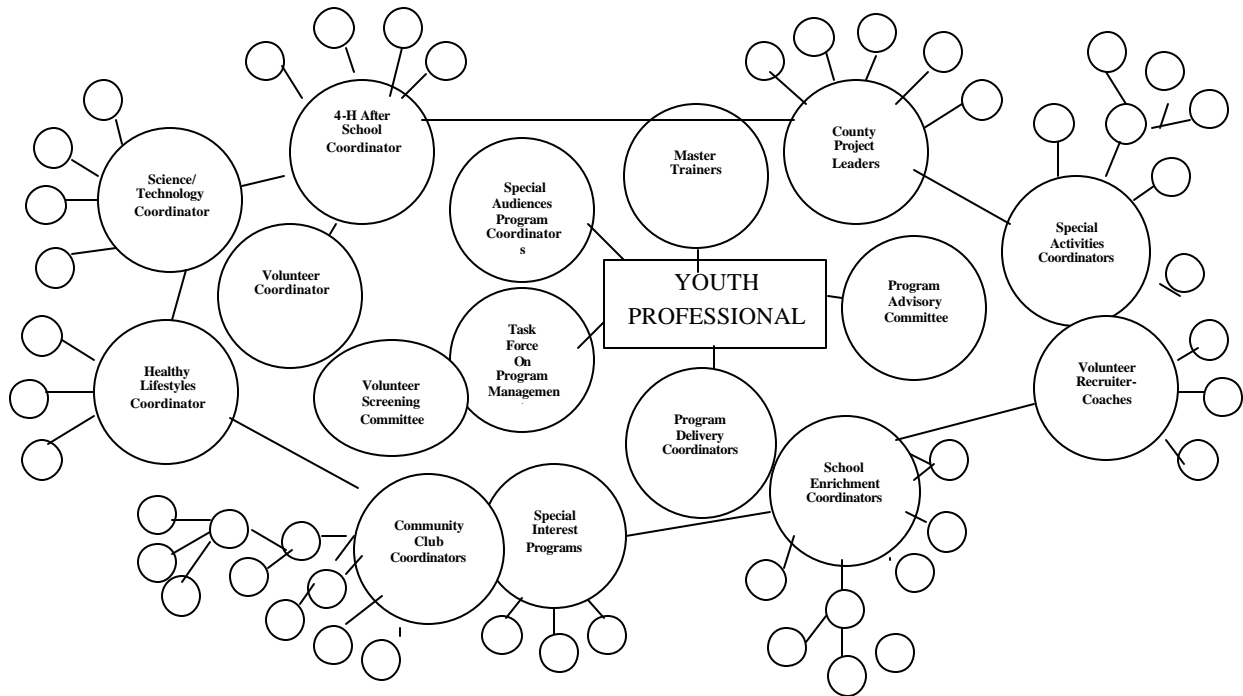 4-H After
School
Coordinator
Master
Trainers
County
Project
Leaders
Science/
Technology
Coordinator
Special
Audiences
Program
Coordinator
s
Special
Activities
Coordinators
Volunteer
Coordinator
YOUTH
PROFESSIONAL
Program
Advisory
Committee
Task
Force
On
Program
Managemen
Healthy
Lifestyles
Coordinator
Volunteer
Screening
Committee
Volunteer
Recruiter-
Coaches
Program
Delivery
Coordinators
School
Enrichment
Coordinators
Community
Club
Coordinators
Special
Interest
Programs